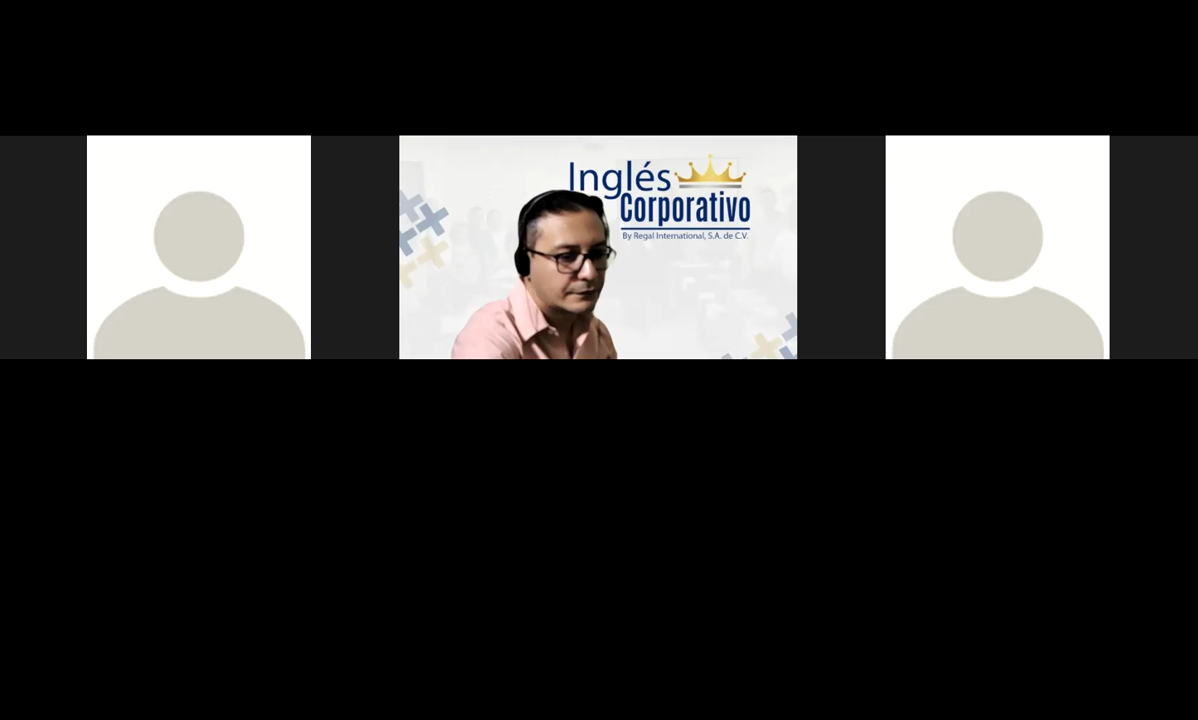 Inglés
Corporativo
By Regal International, S.A. de C.V.